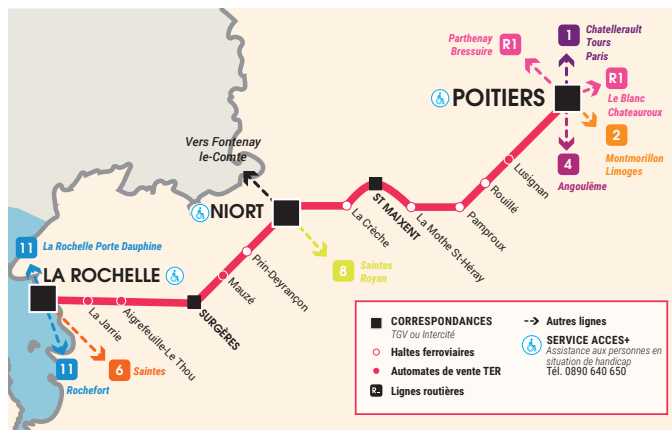 1
Chatellerault
Tours
Paris
Parthenay
Bressuire
R1
R1
Le Blanc
Chateauroux
POITIERS
2
Montmorillon
Limoges
4
Angoulême
Lusignan
Rouillé
Pamproux
La Mothe St-Héray
ST MAIXENT
La Crèche
Vers Fontenay
le-Comte
NIORT
8
Saintes
Royan
Prin-Deyrançon
Mauzé
SURGÈRES
Aigrefeuille-Le Thou
La Jarrie
11
La Rochelle Porte Dauphine
LA ROCHELLE
11
Rochefort
6
Saintes
CORRESPONDANCES
TGV ou Intercité
Haltes ferroviaires
Automates de vente TER
R_ Lignes routières
Autres lignes
SERVICE ACCES+
Assistance aux personnes en
situation de handicap
Tél. 0890 640 650